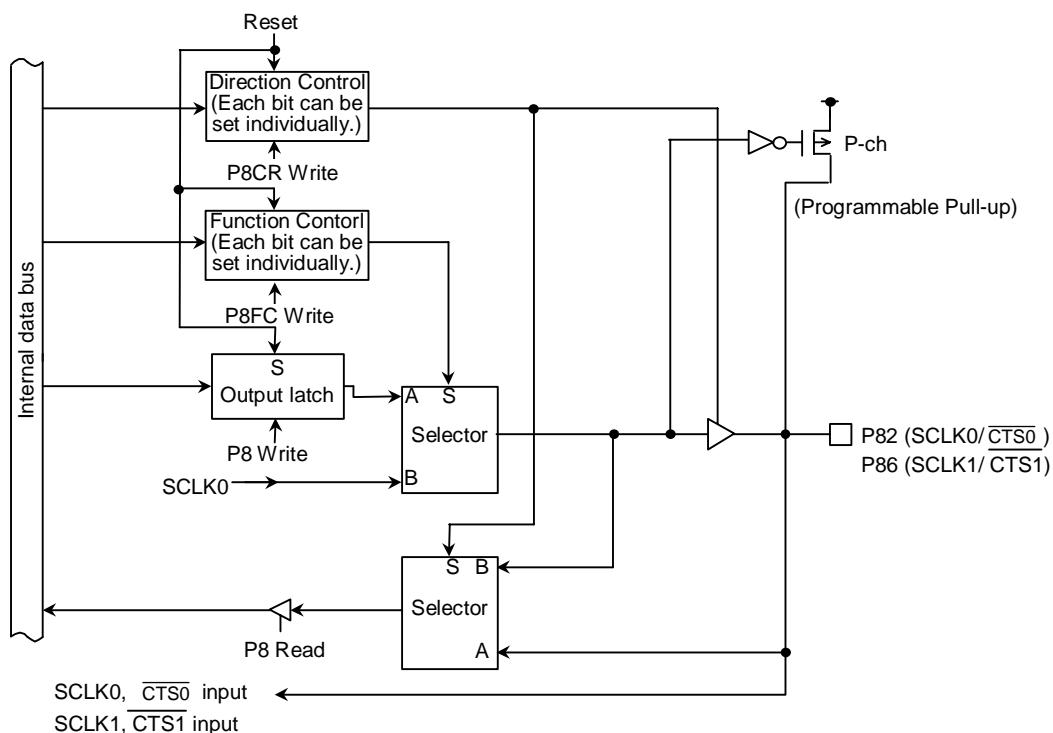 Reset
Internal data bus
Direction Control
(Each bit can be
set individually.)
P8CR Write
P-ch
(Programmable Pull-up)
Function Contorl
(Each bit can be
set individually.)
P8FC Write
S
Output latch
P8 Write
A S
Selector
B
SCLK0
P82 (SCLK0/ CTS0 )
P86 (SCLK1/ CTS1)
S B
Selector
A
P8 Read
SCLK0, CTS0 input
SCLK1, CTS1 input